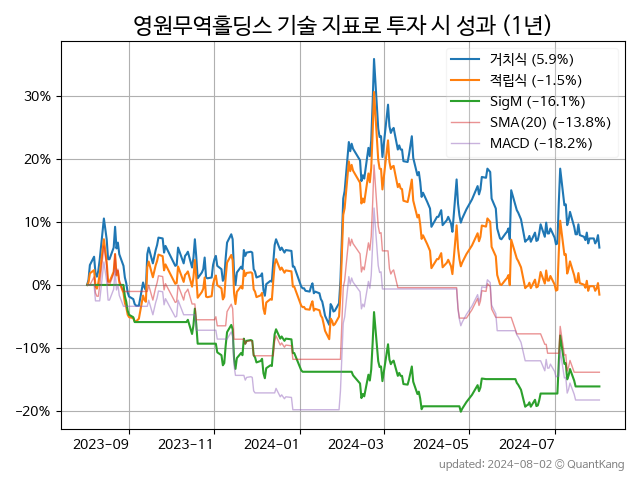 영원무역홀딩스 기술 지표로 투자 시 성과 (1년)
거치식 (5.9%)
적립식 (−1.5%)
SigM (−16.1%)
SMA(20) (−13.8%)
MACD (−18.2%)
30%
20%
10%
0%
−10%
−20%
2023-09 2023-11 2024-01 2024-03 2024-05 2024-07
updated: 2024-08-02 © QuantKang